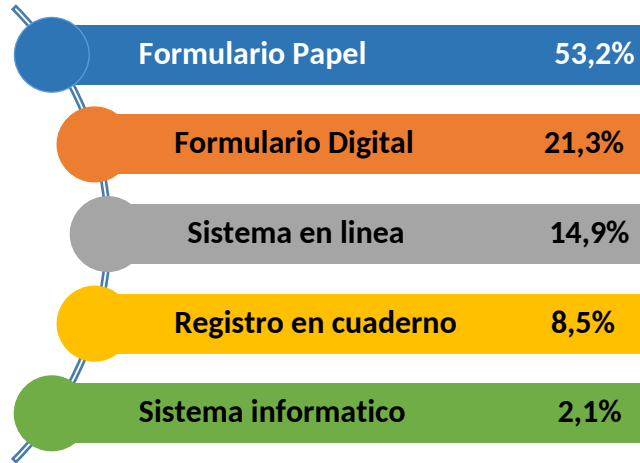 Formulario Papel 53,2%
Formulario Digital 21,3%
Sistema en linea 14,9%
Registro en cuaderno 8,5%
Sistema informatico 2,1%